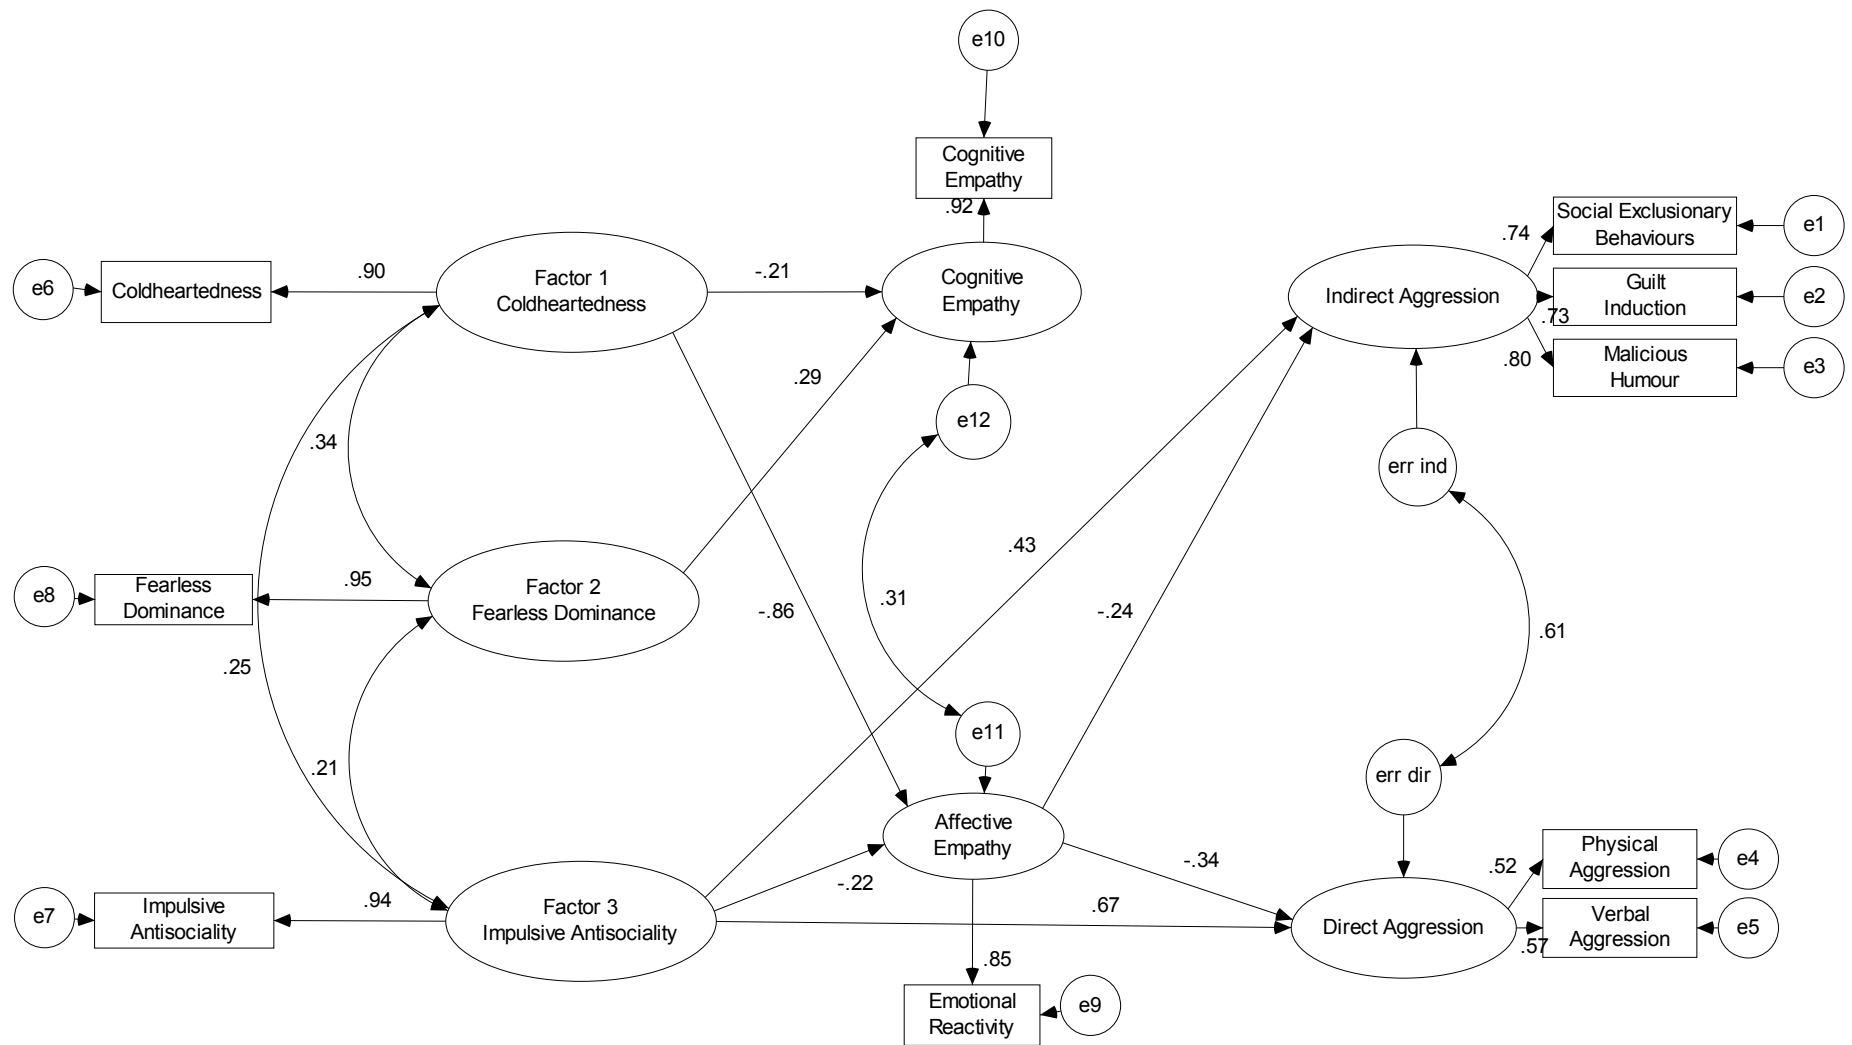 e10
Cognitive
Empathy
.92
Social Exclusionary
Behaviours
e1
.74
e6
Coldheartedness
.90
Factor 1
Coldheartedness
-.21
Cognitive
Empathy
Indirect Aggression
Guilt
Induction
e2
.73
.80
Malicious
Humour
e3
.29
e12
.34
err ind
.43
e8
Fearless
Dominance
.95
Factor 2
Fearless Dominance
-.86
.31
-.24
.61
.25
.21
e11
err dir
Affective
Empathy
-.34
Physical
Aggression
e4
.52
e7
Impulsive
Antisociality
.94
Factor 3
Impulsive Antisociality
-.22
.67
Direct Aggression
Verbal
Aggression
e5
.57
.85
Emotional
Reactivity
e9